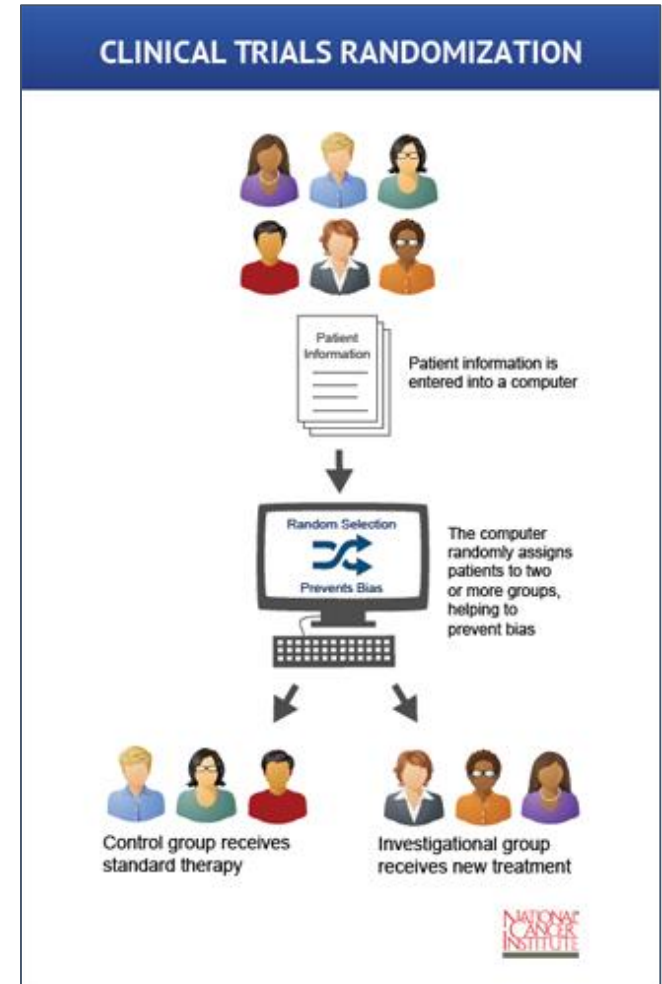 CLINICAL TRIALS RANDOMIZATION
Patient
Information
Patient information is
entered into a computer
Random Selection
Prevents Bias
The computer
randomly assigns
patients to two
or more groups,
helping to
prevent bias
Control group receives
standard therapy
Investigational group
receives new treatment
NATIONAL
CANCER
INSTITUTE